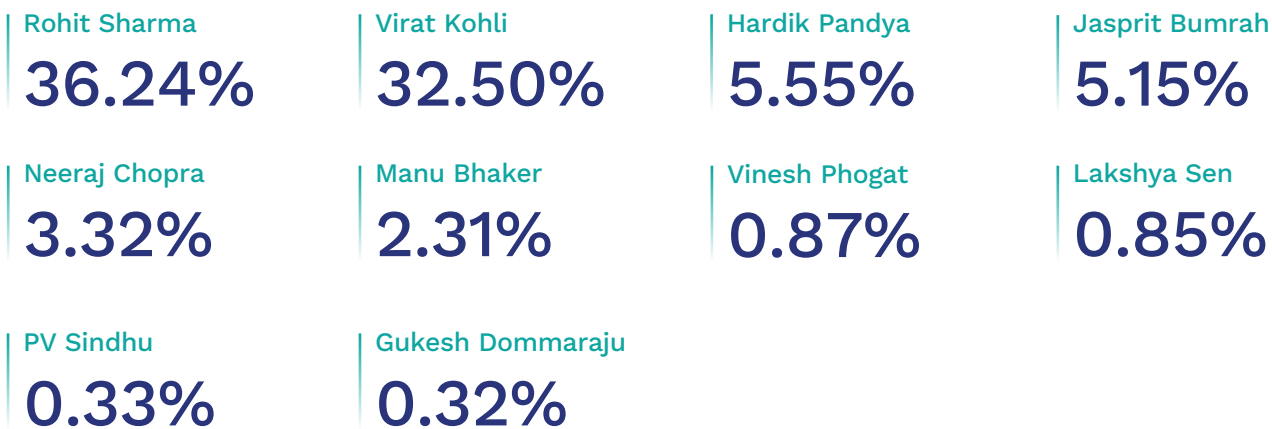 Rohit Sharma
36.24%
Virat Kohli
32.50%
Hardik Pandya
5.55%
Jasprit Bumrah
5.15%
Neeraj Chopra
3.32%
Manu Bhaker
2.31%
Vinesh Phogat
0.87%
Lakshya Sen
0.85%
PV Sindhu
0.33%
Gukesh Dommaraju
0.32%